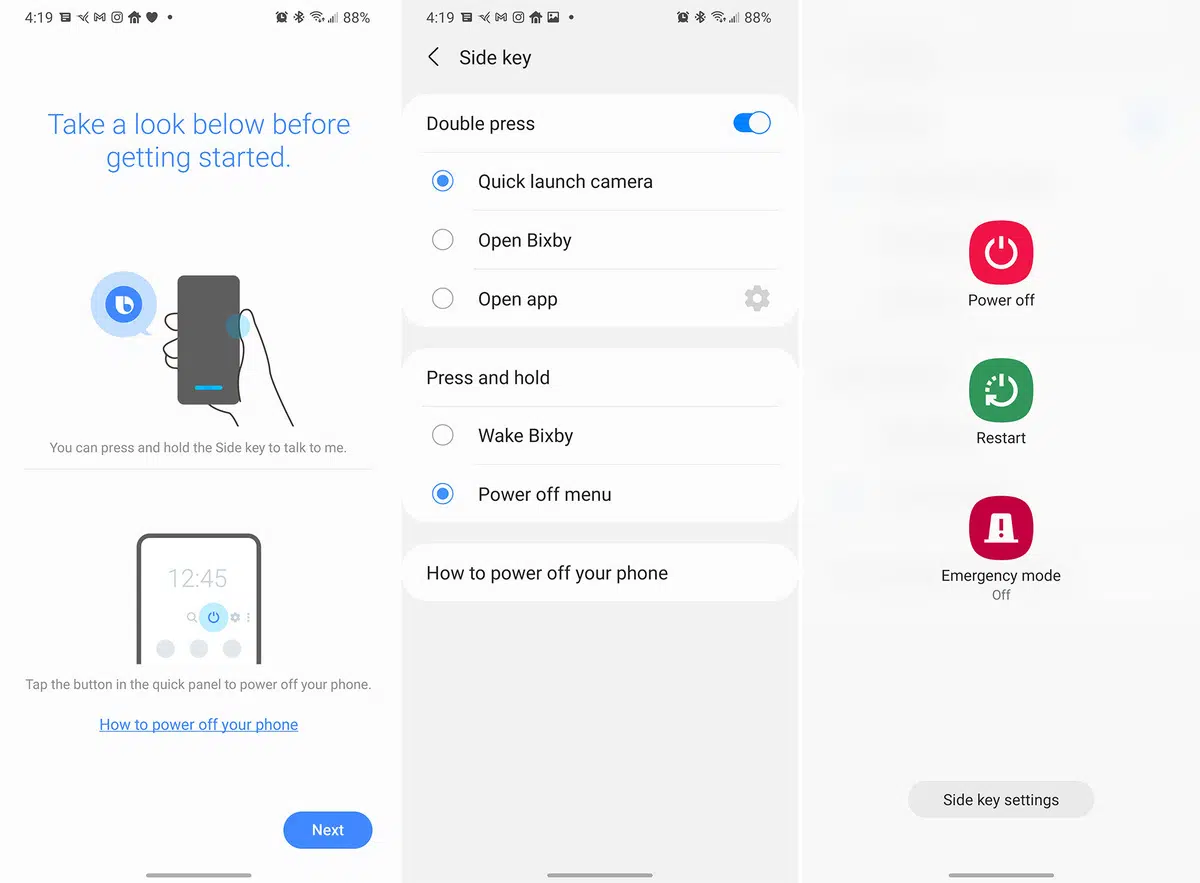 4:19
88%
Take a look below before
getting started.
You can press and hold the Side key to talk to me.
12:45
Tap the button in the quick panel to power off your phone.
How to power off your phone
Next
4:19
88%
Side key
Double press
Quick launch camera
Open Bixby
Open app
Press and hold
Wake Bixby
Power off menu
How to power off your phone
Power off
Restart
Emergency mode
Off
Side key settings